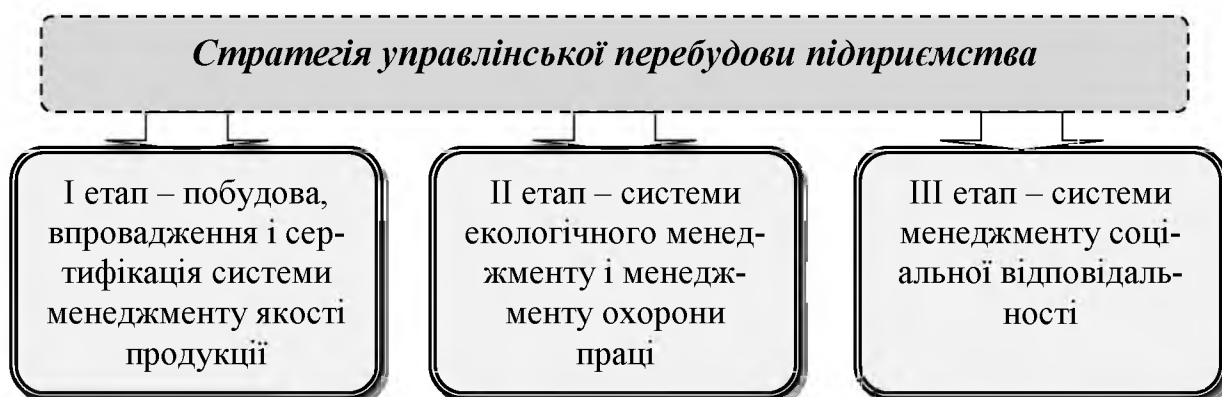 Стратегія управлінської перебудови підприємства
І етап – побудова,
впровадження і сер-
тифікація системи
менеджменту якості
продукції
ІІ етап – системи
екологічного менед-
жменту і менедж-
менту охорони
праці
ІІІ етап – системи
менеджменту соці-
альної відповідаль-
ності